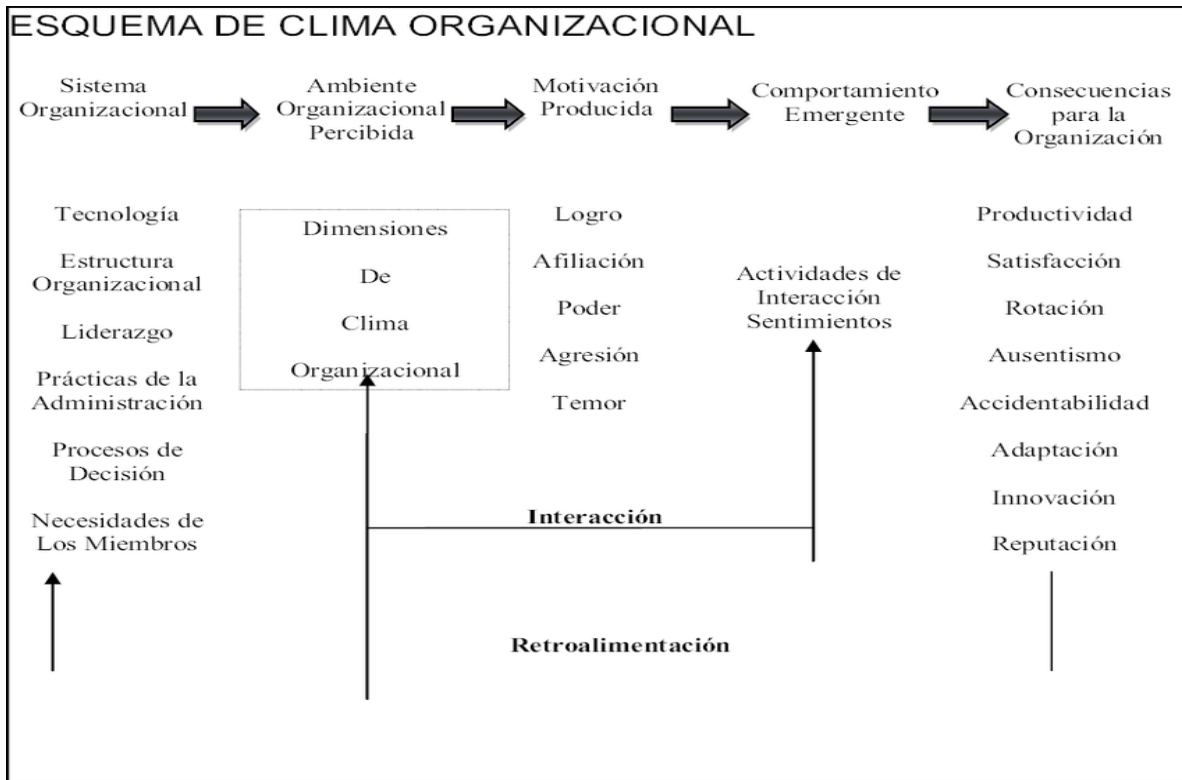 ESQUEMA DE CLIMA ORGANIZACIONAL
Sistema
Organizacional
Ambiente
Organizacional
Percibida
Motivación
Producida
Comportamiento
Emergente
Consecuencias
para la
Organización
Tecnología
Estructura
Organizacional
Liderazgo
Prácticas de la
Administración
Procesos de
Decisión
Necesidades de
Los Miembros
Dimensiones
De
Clima
Organizacional
Logro
Afiliación
Poder
Agresión
Temor
Actividades de
Interacción
Sentimientos
Productividad
Satisfacción
Rotación
Ausentismo
Accidentabilidad
Adaptación
Innovación
Reputación
Interacción
Retroalimentación